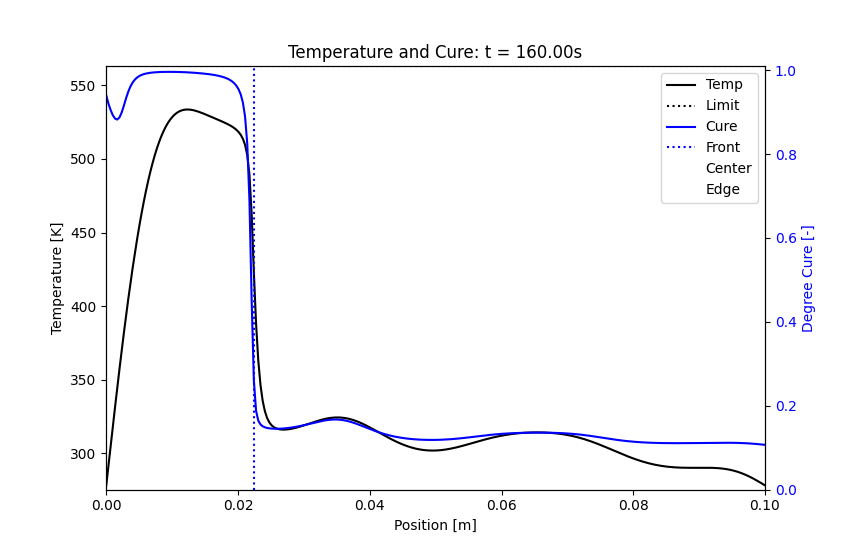 Temperature and Cure: t = 160.00s
Temperature [K]
550
500
450
400
350
300
Temp
Limit
Cure
Front
Center
Edge
1.0
0.8
0.6
0.4
0.2
0.0
Degree Cure [-]
0.00
0.02
0.04
0.06
0.08
0.10
Position [m]